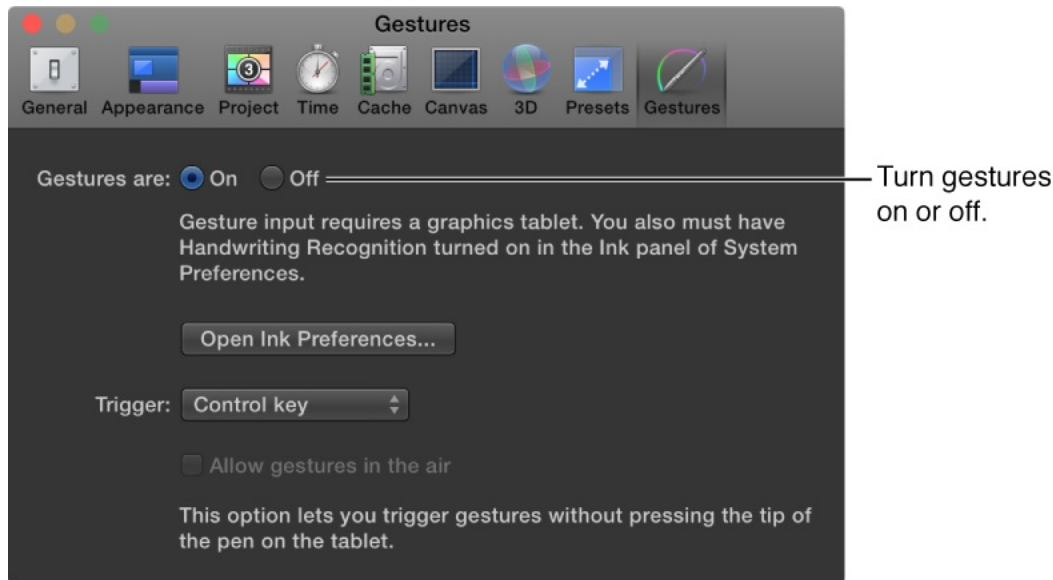 Gestures
General Appearance Project Time Cache Canvas 3D Presets Gestures
3
Gestures are: On Off
Turn gestures
on or off.
Gesture input requires a graphics tablet. You also must have
Handwriting Recognition turned on in the Ink panel of System
Preferences.
Open Ink Preferences...
Trigger: Control key
Allow gestures in the air
This option lets you trigger gestures without pressing the tip of
the pen on the tablet.